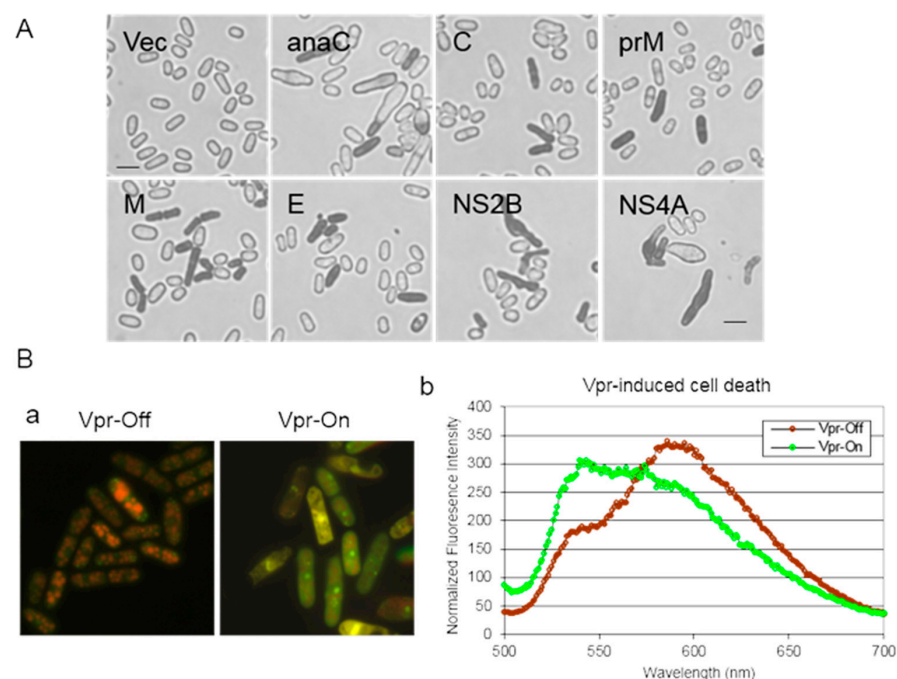 A
Vec
anaC
C
prM
M
E
NS2B
NS4A
B
a
Vpr-Off
Vpr-On
b
Vpr-induced cell death
Normalized Fluoresence Intensity
400
350
300
250
200
150
100
50
0
Vpr-Off
Vpr-On
500
550
600
650
700
Wavelength (nm)